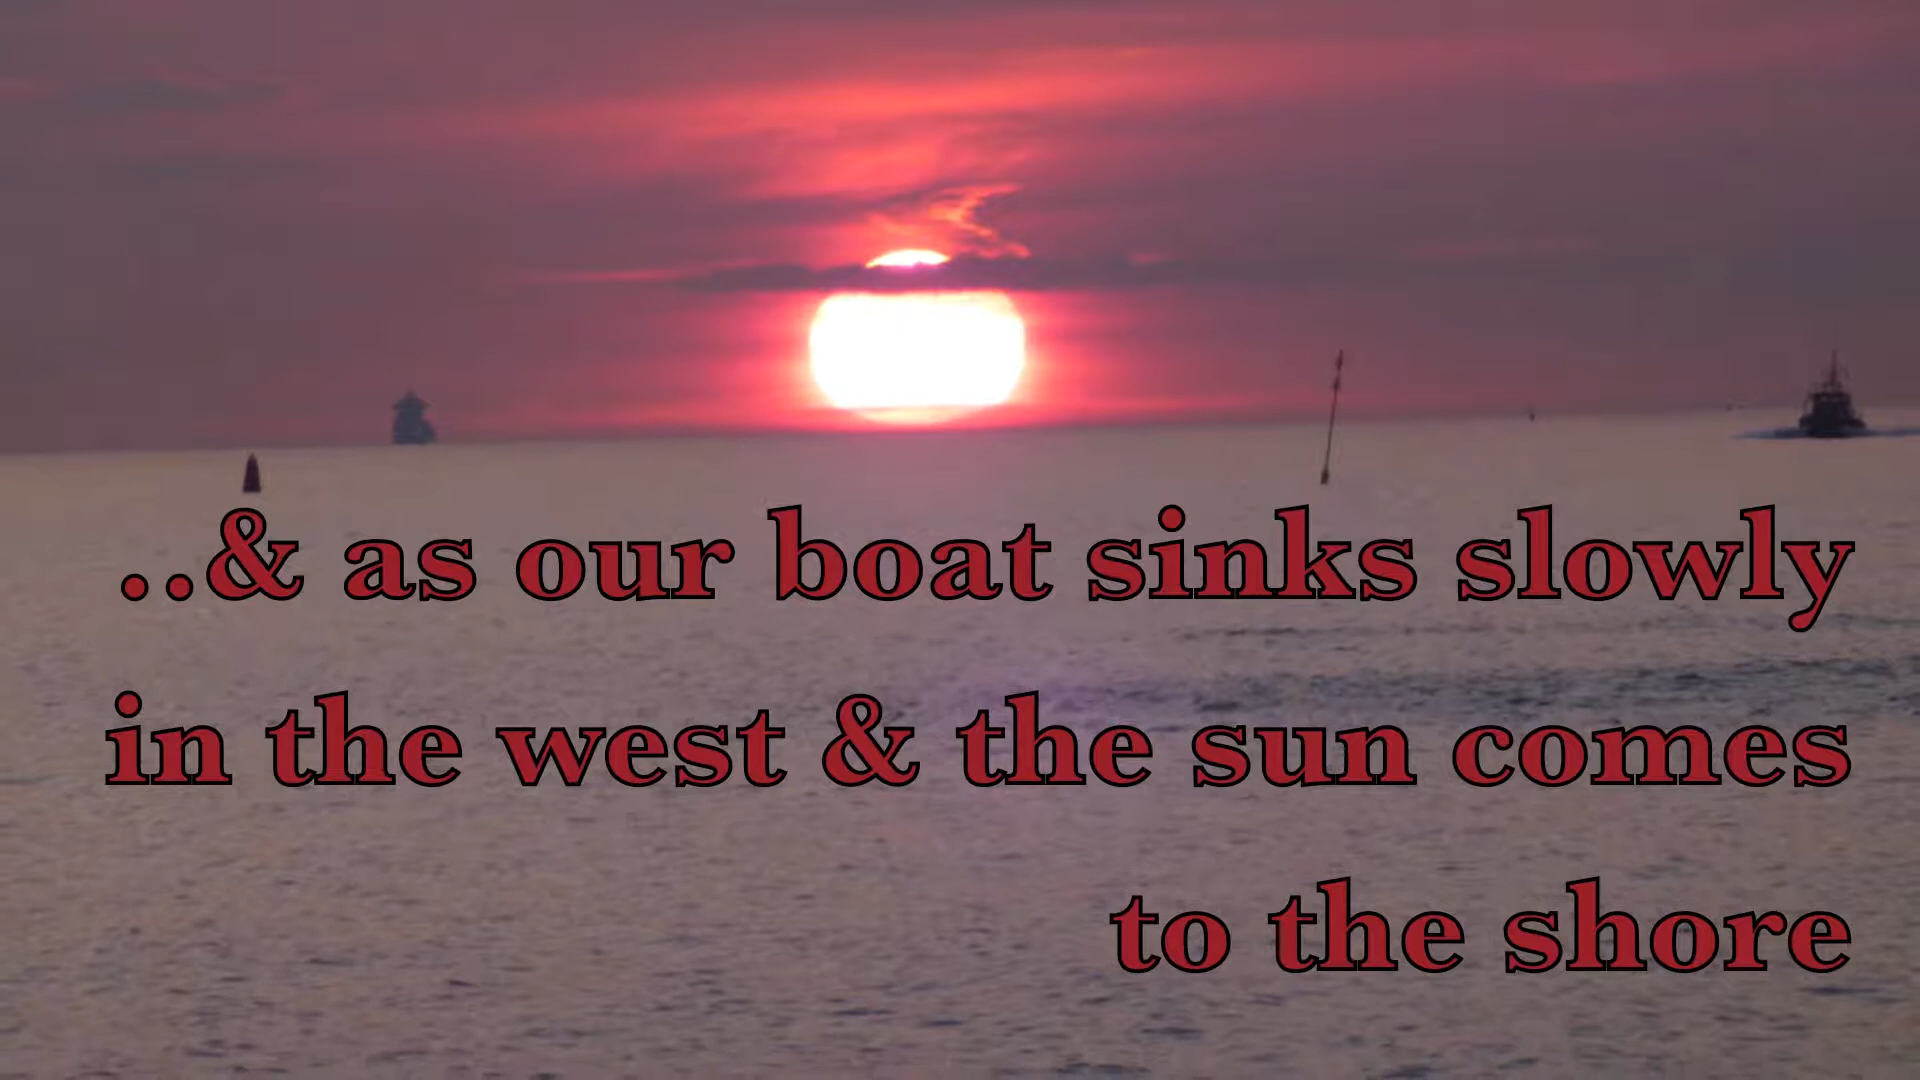 ..& as our boat sinks slowly
in the west & the sun comes
to the shore